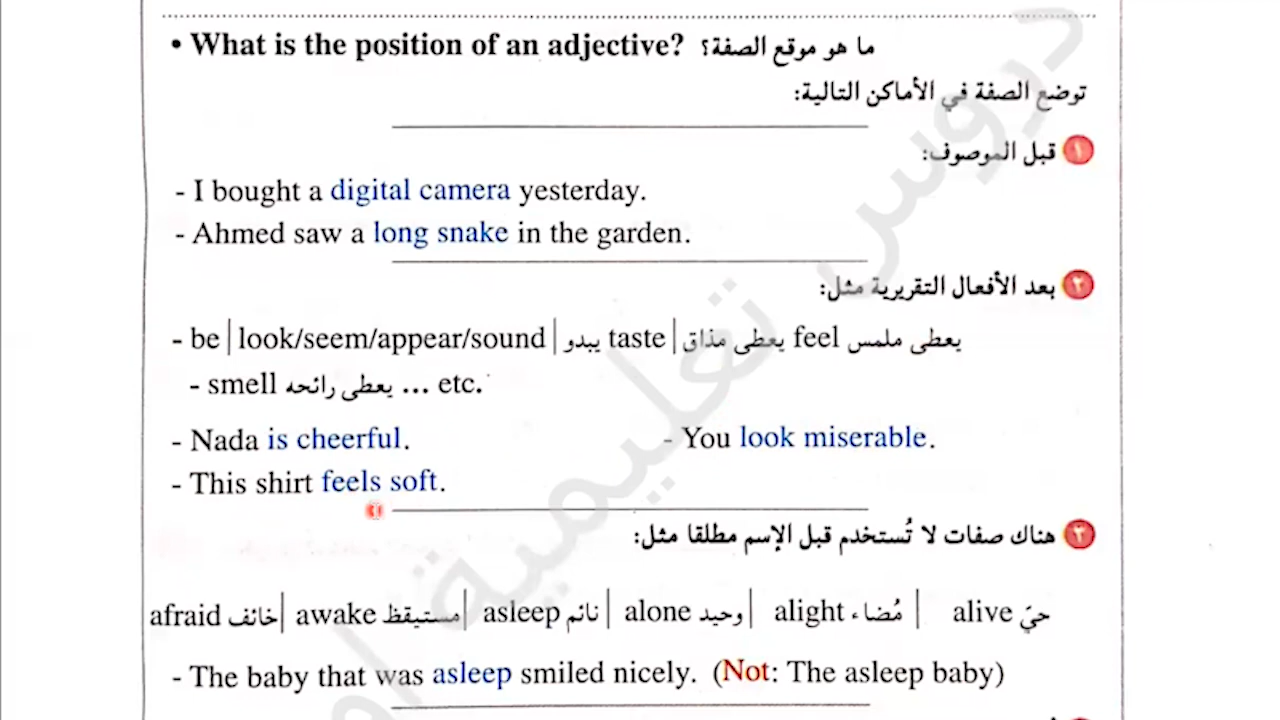 • What is the position of an adjective? ما هو موقع الصفة؟
توضع الصفة في الأماكن التالية:
١ قبل الموصوف:
- I bought a digital camera yesterday.
- Ahmed saw a long snake in the garden.
٢ بعد الأفعال التقريرية مثل:
- be | look/seem/appear/sound يبدو | taste يعطى مذاق | feel يعطى ملمس
- smell يعطى رائحه ... etc.
- Nada is cheerful. - You look miserable.
- This shirt feels soft.
٣ هناك صفات لا تُستخدم قبل الإسم مطلقا مثل:
afraid خائف | awake مستيقظ | asleep نائم | alone وحيد | alight مُضاء | alive حيّ
- The baby that was asleep smiled nicely. (Not: The asleep baby)
دروس تعليمية